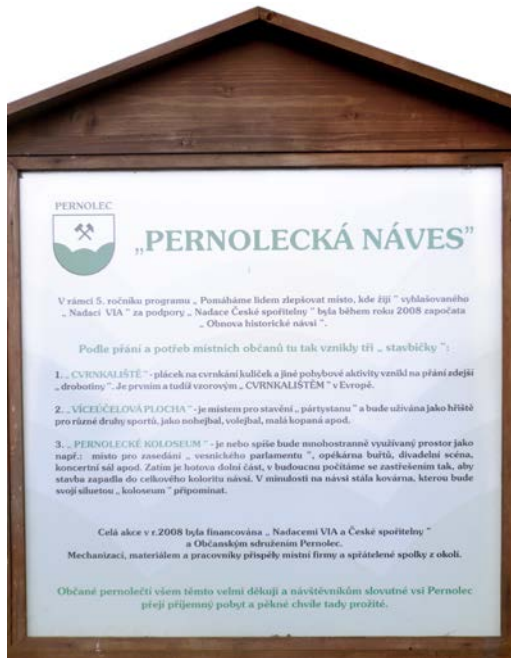 PERNOLEC
„PERNOLECKÁ NÁVES”
V rámci 5. ročníku programu „ Pomáháme lidem zlepšovat místo, kde žijí ” vyhlašovaného
„ Nadací VIA ” za podpory „ Nadace České spořitelny ” byla během roku 2008 započata
„ Obnova historické návsi ”.
Podle přání a potřeb místních občanů tu tak vznikly tři „ stavbičky ”:
1. „ CVRNKALIŠTĚ ” - plácek na cvrnkání kuliček a jiné pohybové aktivity vznikl na přání zdejší
„ drobotiny ”. Je prvním a tudíž vzorovým „ CVRNKALIŠTĚM ” v Evropě.
2. „ VÍCEÚČELOVÁ PLOCHA ” - je místem pro stavění „ pártystanu ” a bude užívána jako hřiště
pro různé druhy sportů, jako nohejbal, volejbal, malá kopaná apod.
3. „ PERNOLECKÉ KOLOSEUM ” - je nebo spíše bude mnohostranně využívaný prostor jako
např.: místo pro zasedání „ vesnického parlamentu ”, opékárna buřtů, divadelní scéna,
koncertní sál apod. Zatím je hotova dolní část, v budoucnu počítáme se zastřešením tak, aby
stavba zapadla do celkového koloritu návsi. V minulosti na návsi stála kovárna, kterou bude
svojí siluetou „ koloseum ” připomínat.
Celá akce v r.2008 byla financována „ Nadacemi VIA a České spořitelny ”
a Občanským sdružením Pernolec.
Mechanizací, materiálem a pracovníky přispěly místní firmy a spřátelené spolky z okolí.
Občané pernolečtí všem těmto velmi děkují a návštěvníkům slovutné vsi Pernolec
přejí příjemný pobyt a pěkné chvíle tady prožité.